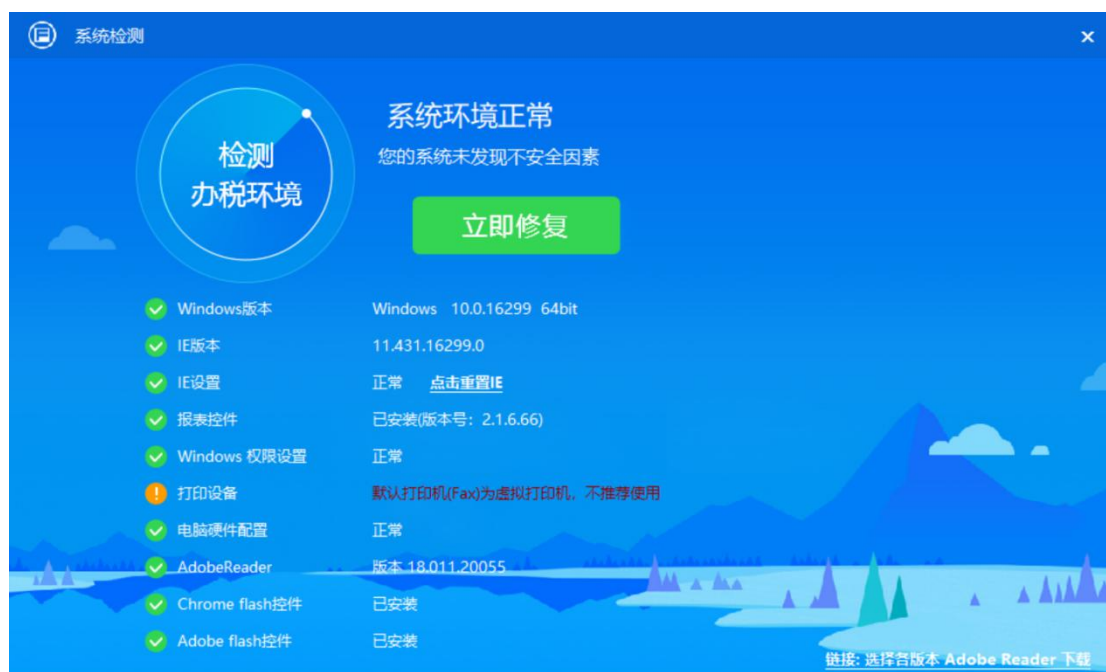 系统检测
×
检测
办税环境
系统环境正常
您的系统未发现不安全因素
立即修复
Windows版本 Windows 10.0.16299 64bit
IE版本 11.431.16299.0
IE设置 正常 点击重置IE
报表控件 已安装(版本号：2.1.6.66)
Windows 权限设置 正常
打印设备 默认打印机(Fax)为虚拟打印机，不推荐使用
电脑硬件配置 正常
AdobeReader 版本 18.011.20055
Chrome flash控件 已安装
Adobe flash控件 已安装
链接: 选择各版本 Adobe Reader 下载